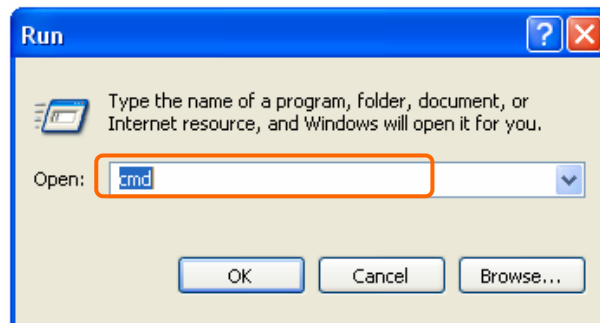 Run
?
Type the name of a program, folder, document, or
Internet resource, and Windows will open it for you.
Open: cmd
OK Cancel Browse...